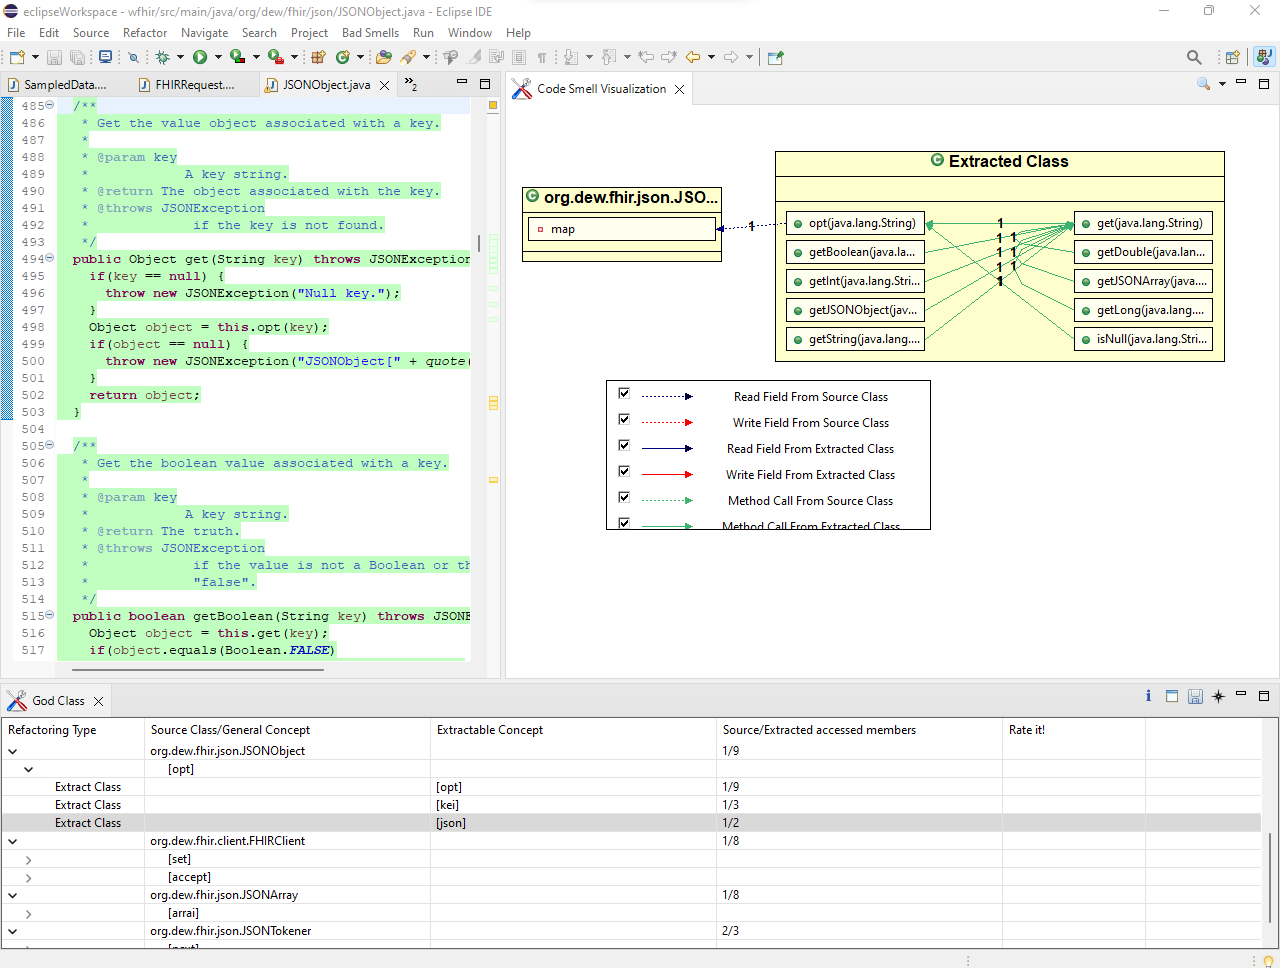 eclipseWorkspace - wfhir/src/main/java/org/dew/fhir/json/JSONObject.java - Eclipse IDE
File Edit Source Refactor Navigate Search Project Bad Smells Run Window Help
SampledData.... FHIRRequest.... JSONObject.java »2
485 /**
486 * Get the value object associated with a key.
487 *
488 * @param key
489 * A key string.
490 * @return The object associated with the key.
491 * @throws JSONException
492 * if the key is not found.
493 */
494 public Object get(String key) throws JSONException
495 if(key == null) {
496 throw new JSONException("Null key.");
497 }
498 Object object = this.opt(key);
499 if(object == null) {
500 throw new JSONException("JSONObject[" + quote(
501 }
502 return object;
503 }
504
505 /**
506 * Get the boolean value associated with a key.
507 *
508 * @param key
509 * A key string.
510 * @return The truth.
511 * @throws JSONException
512 * if the value is not a Boolean or th
513 * "false".
514 */
515 public boolean getBoolean(String key) throws JSONE
516 Object object = this.get(key);
517 if(object.equals(Boolean.FALSE)
Code Smell Visualization
org.dew.fhir.json.JSO...
map
1
Extracted Class
opt(java.lang.String)
getBoolean(java.la...
getInt(java.lang.Stri...
getJSONObject(jav...
getString(java.lang....
1
1 1
1 1
1 1
1
get(java.lang.String)
getDouble(java.lan...
getJSONArray(java....
getLong(java.lang....
isNull(java.lang.Stri...
Read Field From Source Class
Write Field From Source Class
Read Field From Extracted Class
Write Field From Extracted Class
Method Call From Source Class
Method Call From Extracted Class
God Class
Refactoring Type Source Class/General Concept Extractable Concept Source/Extracted accessed members Rate it!
org.dew.fhir.json.JSONObject 1/9
[opt]
Extract Class [opt] 1/9
Extract Class [kei] 1/3
Extract Class [json] 1/2
org.dew.fhir.client.FHIRClient 1/8
[set]
[accept]
org.dew.fhir.json.JSONArray 1/8
[arrai]
org.dew.fhir.json.JSONTokener 2/3